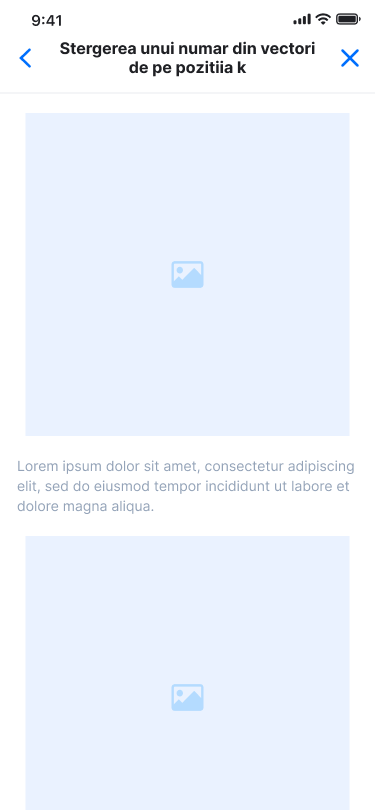 9:41
Stergerea unui numar din vectori
de pe pozitiia k
Lorem ipsum dolor sit amet, consectetur adipiscing
elit, sed do eiusmod tempor incididunt ut labore et
dolore magna aliqua.